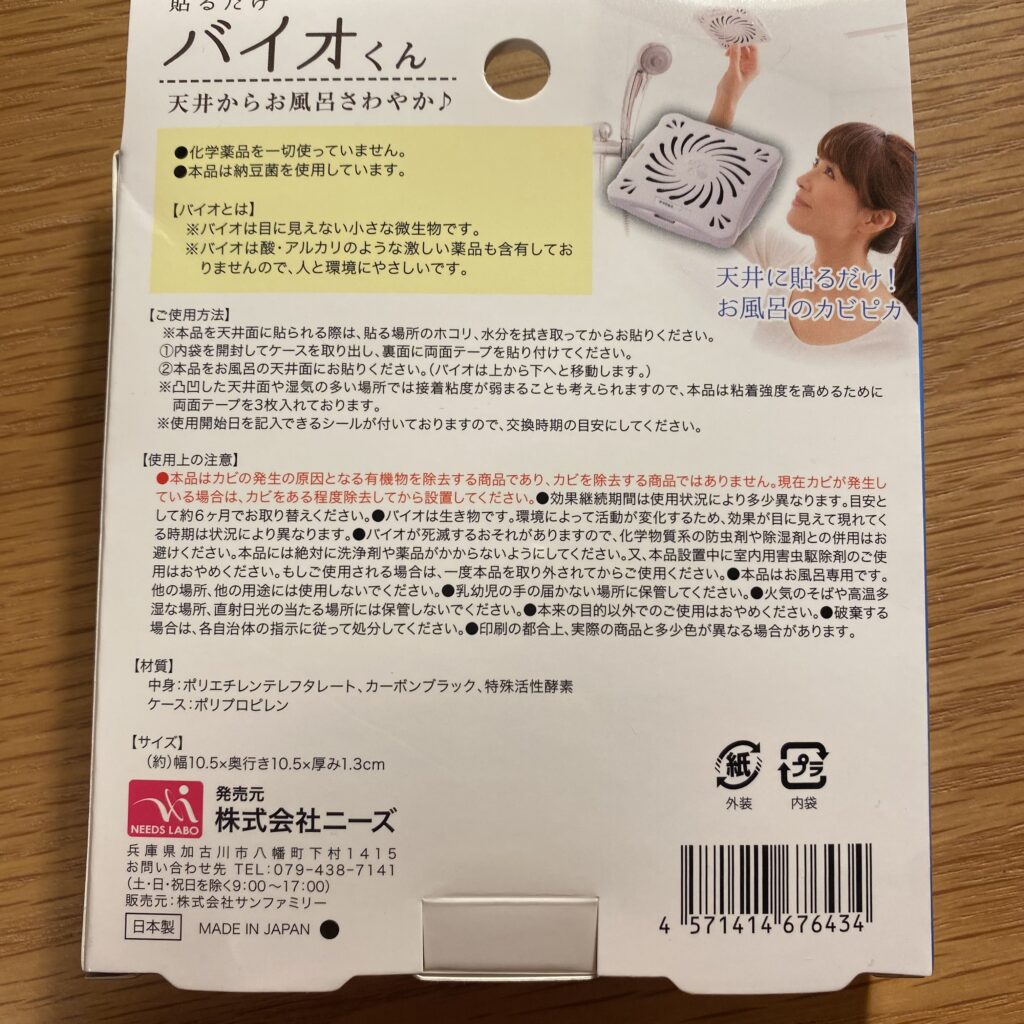 貼るだけ
バイオくん
天井からお風呂さわやか♪
●化学薬品を一切使っていません。
●本品は納豆菌を使用しています。
【バイオとは】
※バイオは目に見えない小さな微生物です。
※バイオは酸・アルカリのような激しい薬品も含有してお
りませんので、人と環境にやさしいです。
天井に貼るだけ!
お風呂のカビピカ
【ご使用方法】
※本品を天井面に貼られる際は、貼る場所のホコリ、水分を拭き取ってからお貼りください。
①内袋を開封してケースを取り出し、裏面に両面テープを貼り付けてください。
②本品をお風呂の天井面にお貼りください。(バイオは上から下へと移動します。)
※凸凹した天井面や湿気の多い場所では接着粘度が弱まることも考えられますので、本品は粘着強度を高めるために
両面テープを3枚入れております。
※使用開始日を記入できるシールが付いておりますので、交換時期の目安にしてください。
【使用上の注意】
●本品はカビの発生の原因となる有機物を除去する商品であり、カビを除去する商品ではありません。現在カビが発生し
ている場合は、カビをある程度除去してから設置してください。●効果継続期間は使用状況により多少異なります。目安と
して約6ヶ月でお取り替えください。●バイオは生き物です。環境によって活動が変化するため、効果が目に見えて現れてく
る時期は状況により異なります。●バイオが死滅するおそれがありますので、化学物質系の防虫剤や除湿剤との併用はお
避けください。本品には絶対に洗浄剤や薬品がかからないようにしてください。又、本品設置中に室内用害虫駆除剤のご使
用はおやめください。もしご使用される場合は、一度本品を取り外されてからご使用ください。●本品はお風呂専用です。
他の場所、他の用途には使用しないでください。●乳幼児の手の届かない場所に保管してください。●火気のそばや高温多
湿な場所、直射日光の当たる場所には保管しないでください。●本来の目的以外でのご使用はおやめください。●破棄する
場合は、各自治体の指示に従って処分してください。●印刷の都合上、実際の商品と多少色が異なる場合があります。
【材質】
中身:ポリエチレンテレフタレート、カーボンブラック、特殊活性酵素
ケース:ポリプロピレン
【サイズ】
(約)幅10.5×奥行き10.5×厚み1.3cm
紙
外装
プラ
内袋
NEEDS LABO
発売元
株式会社ニーズ
兵庫県加古川市八幡町下村1415
お問い合わせ先 TEL:079-438-7141
(土・日・祝日を除く9:00〜17:00)
販売元:株式会社サンファミリー
日本製 MADE IN JAPAN ●
4 571414 676434